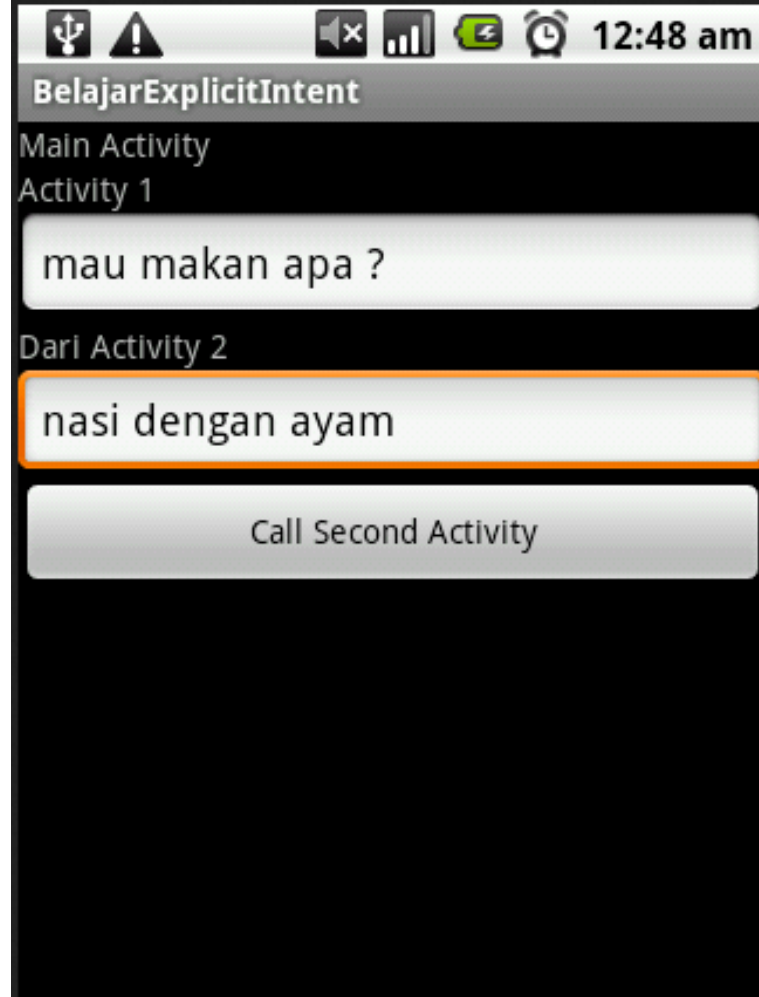 12:48 am
BelajarExplicitIntent
Main Activity
Activity 1
mau makan apa ?
Dari Activity 2
nasi dengan ayam
Call Second Activity